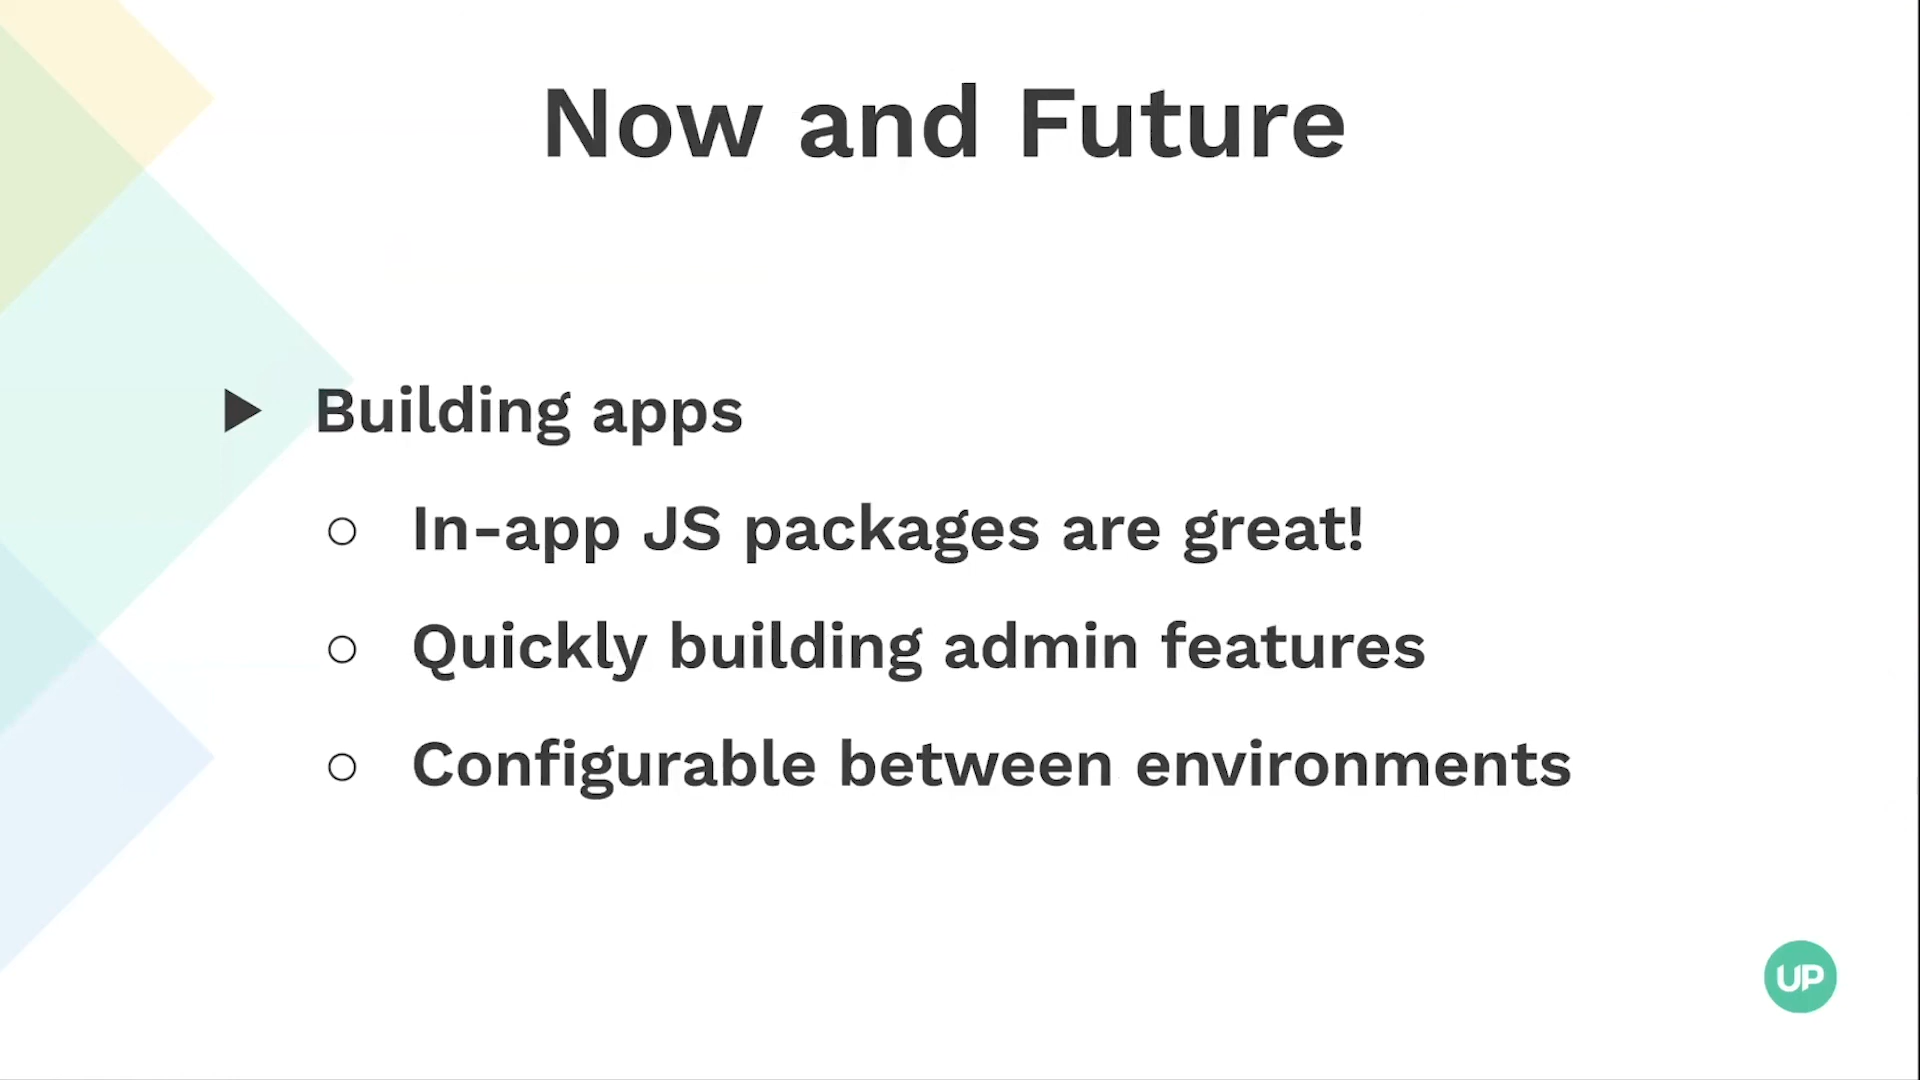 Now and Future
▶ Building apps
○ In-app JS packages are great!
○ Quickly building admin features
○ Configurable between environments
UP